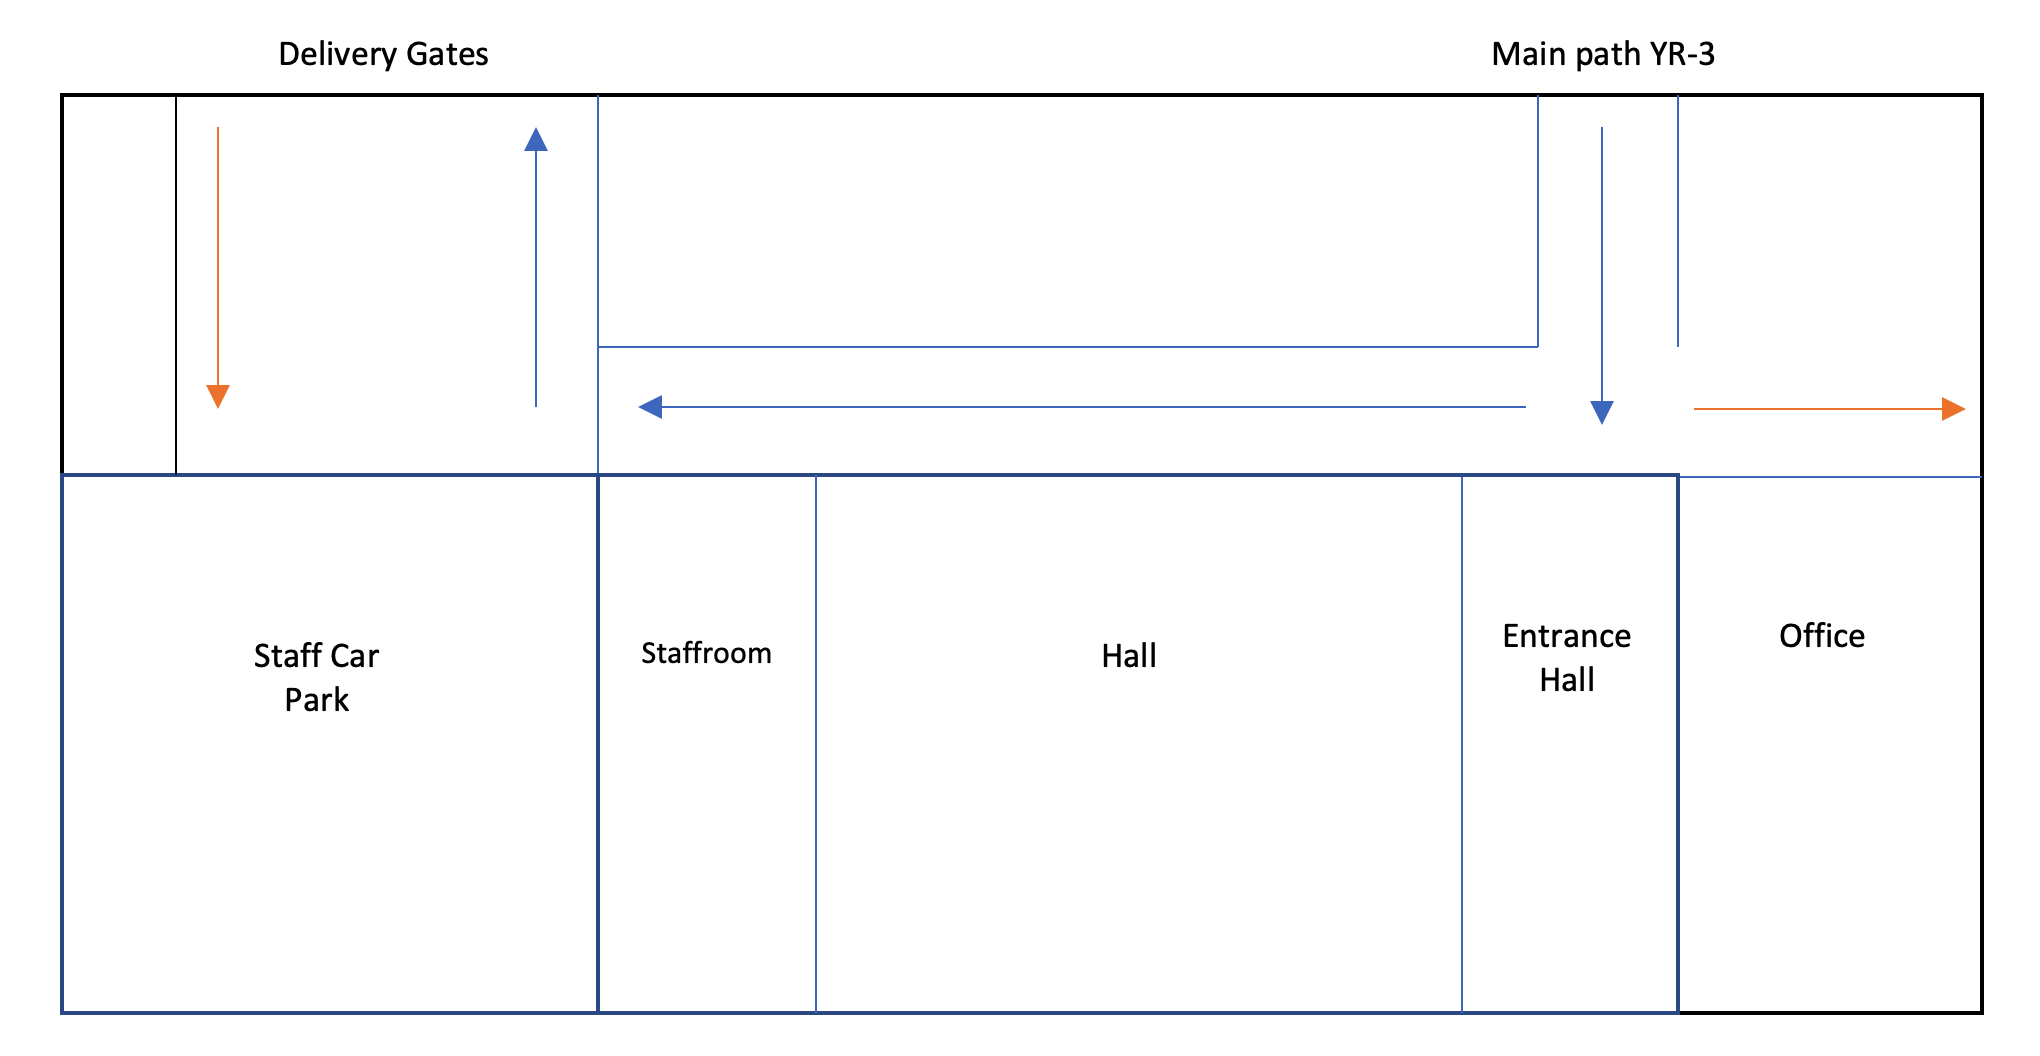 Delivery Gates
Main path YR-3
Staff Car
Park
Staffroom
Hall
Entrance
Hall
Office